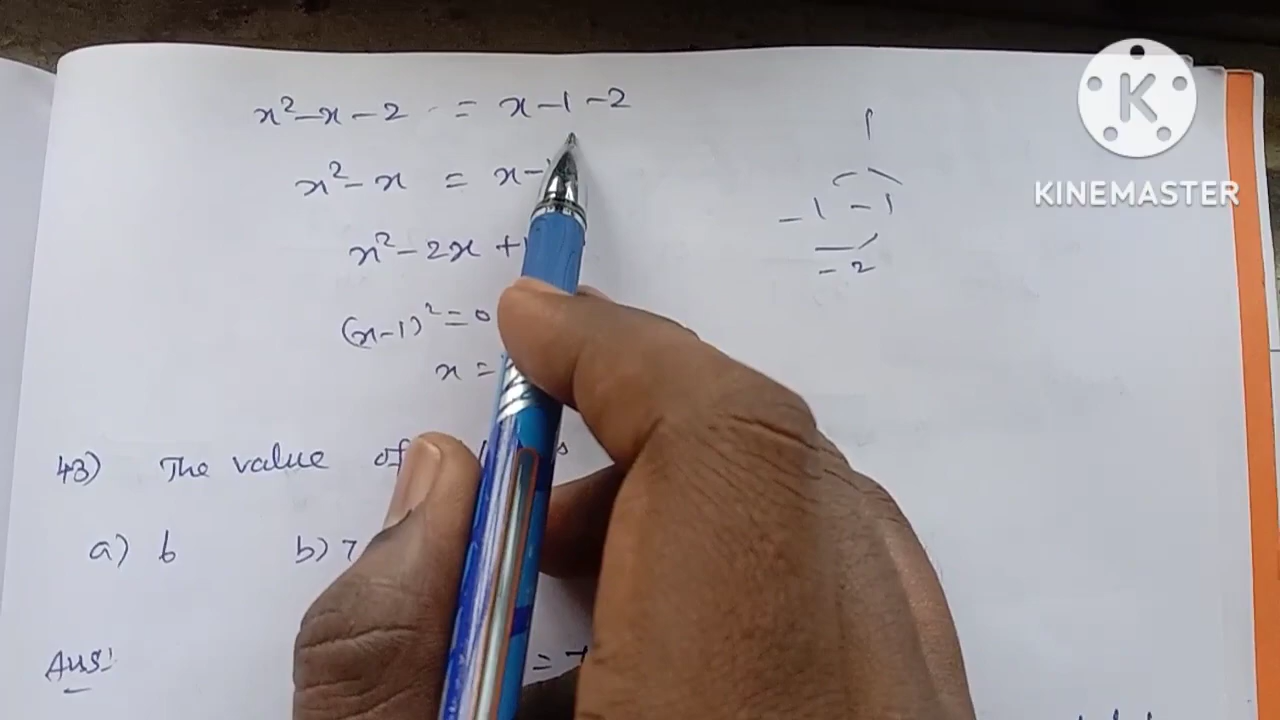 x² - x - 2 = x - 1 - 2
x² - x = x -
x² - 2x +
(x-1)² = 0
x =
1
-1 -1
-2
43) The value of
a) 6 b) 7
Ans:
=
K
KINEMASTER